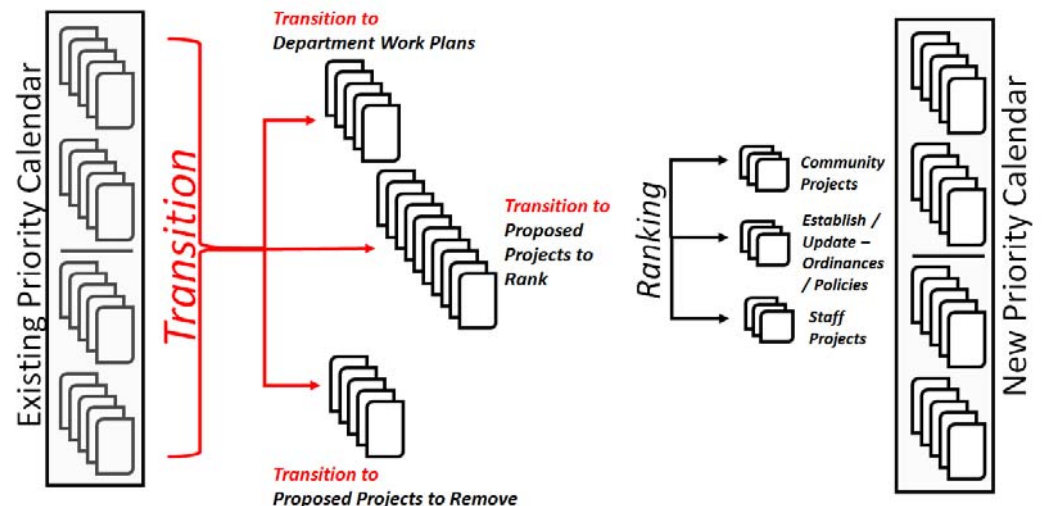 Existing Priority Calendar
Transition
Transition to
Department Work Plans
Transition to
Proposed
Projects to
Rank
Transition to
Proposed Projects to Remove
Ranking
Community
Projects
Establish /
Update –
Ordinances
/ Policies
Staff
Projects
New Priority Calendar